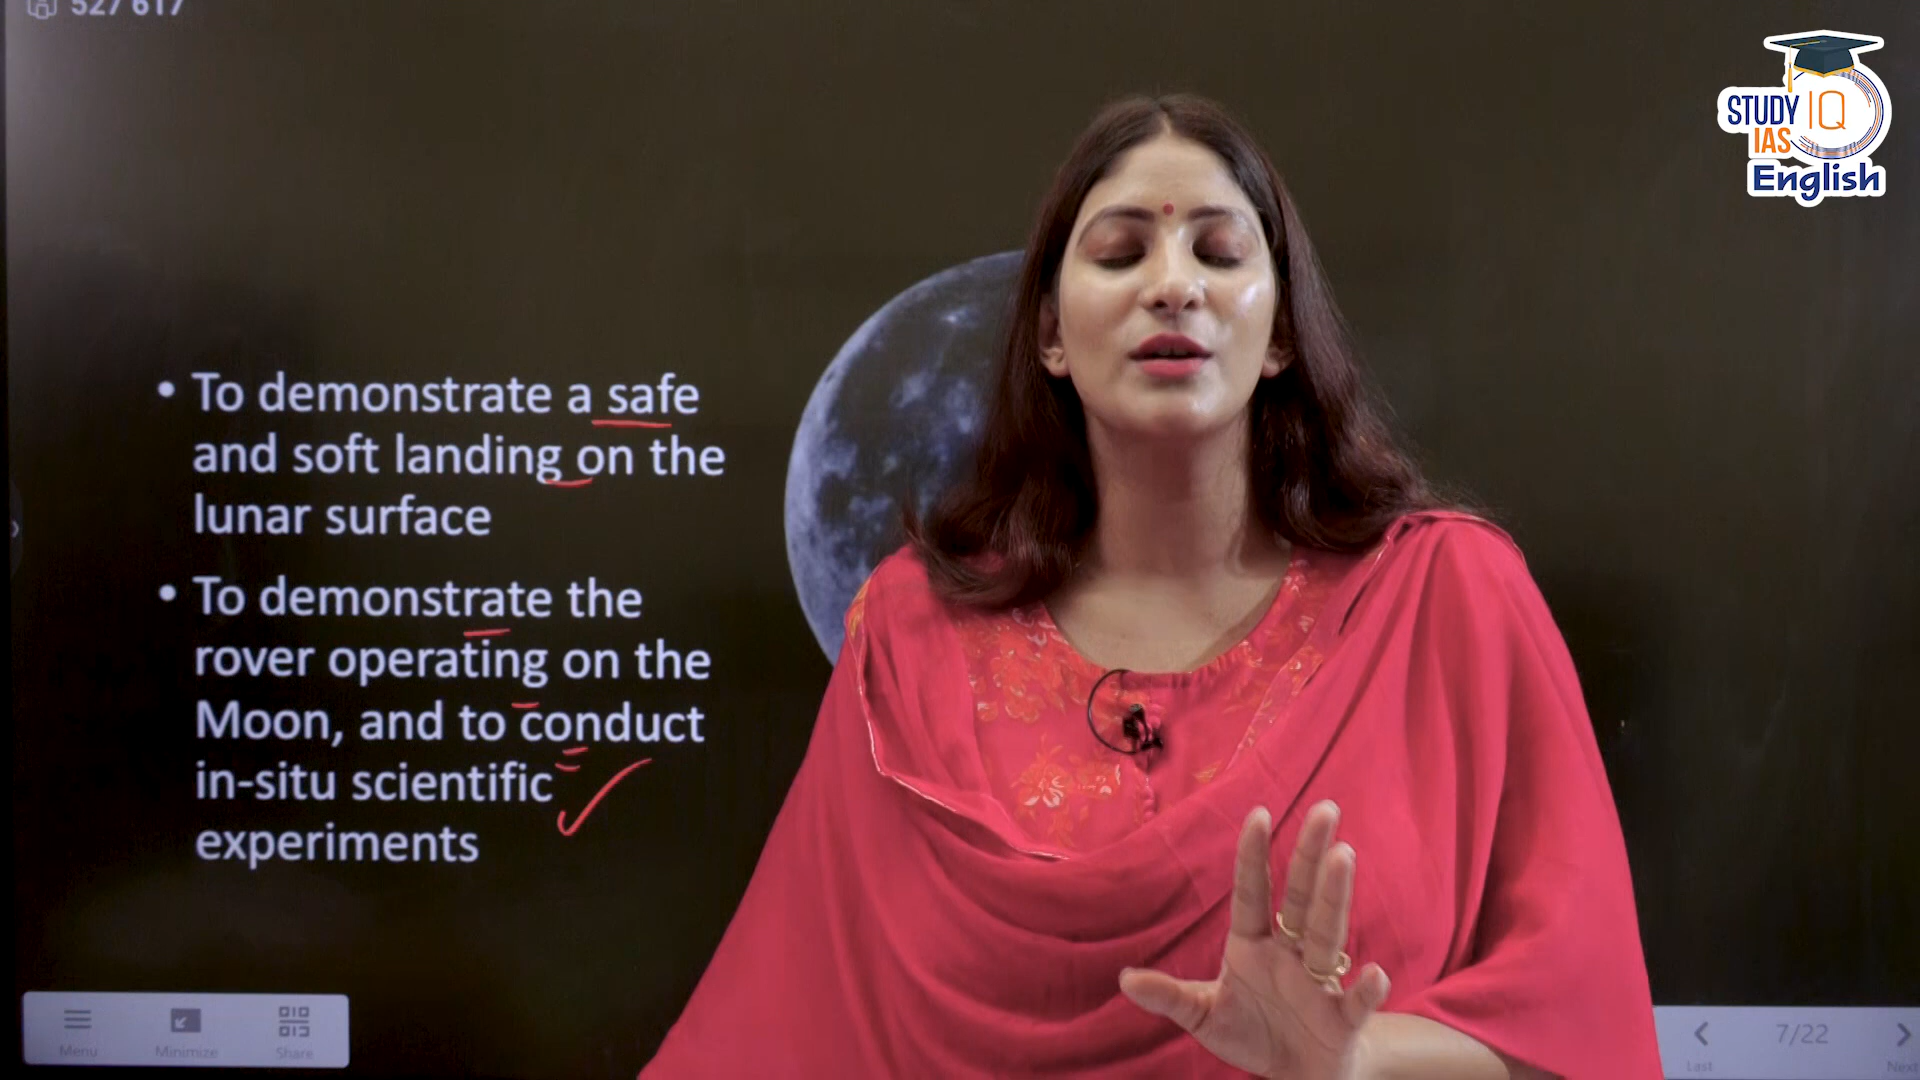 527 617
STUDY IQ
IAS
English
• To demonstrate a safe
and soft landing on the
lunar surface
• To demonstrate the
rover operating on the
Moon, and to conduct
in-situ scientific
experiments
Menu Minimize Share
7/22
Last Next